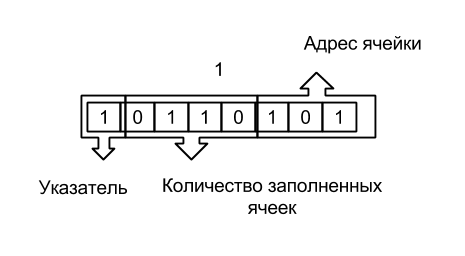 Адрес ячейки
1
1 0 1 1 0 1 0 1
Указатель
Количество заполненных
ячеек